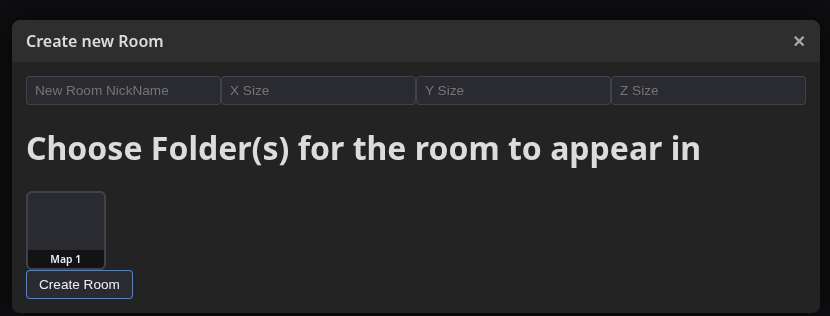 Create new Room ×
New Room NickName X Size Y Size Z Size
Choose Folder(s) for the room to appear in
Map 1
Create Room